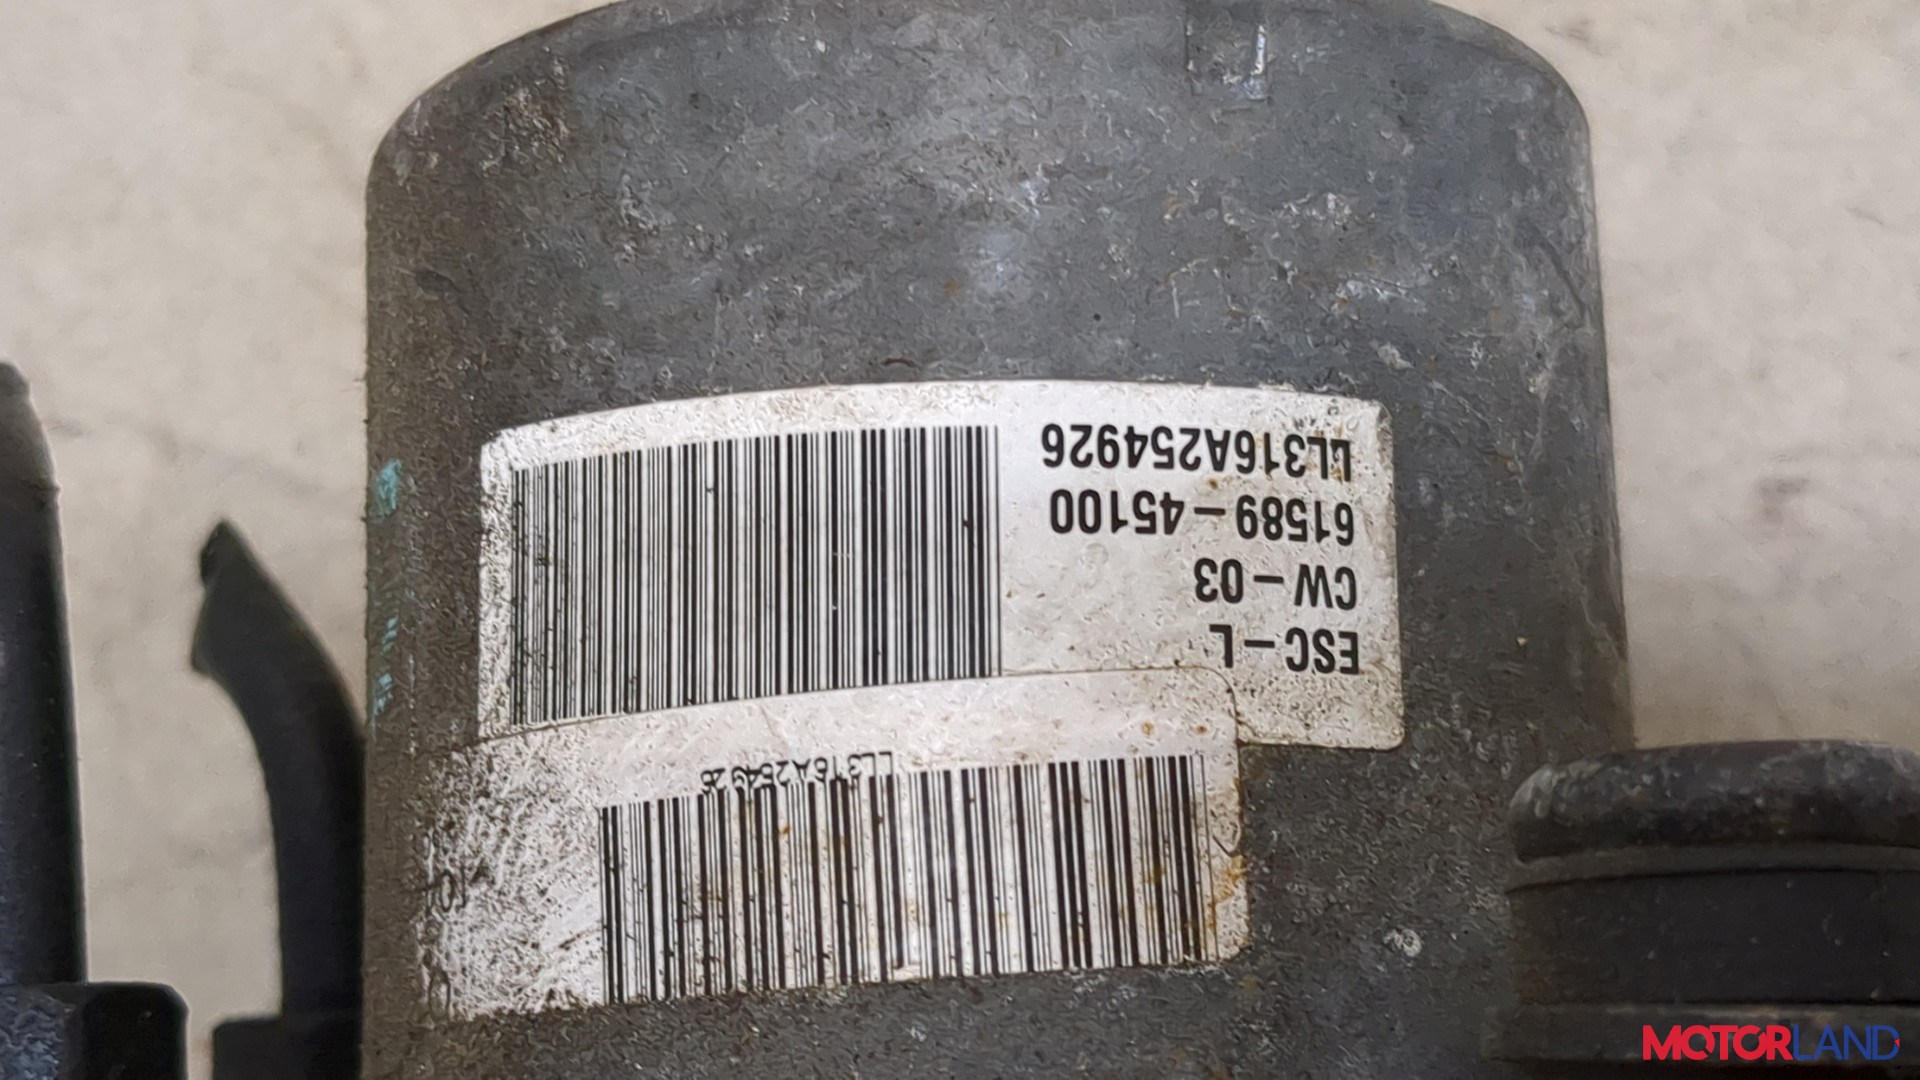 ESC-L
CW-03
61589-45100
LL316A254926
LL316A254926
MOTORLAND